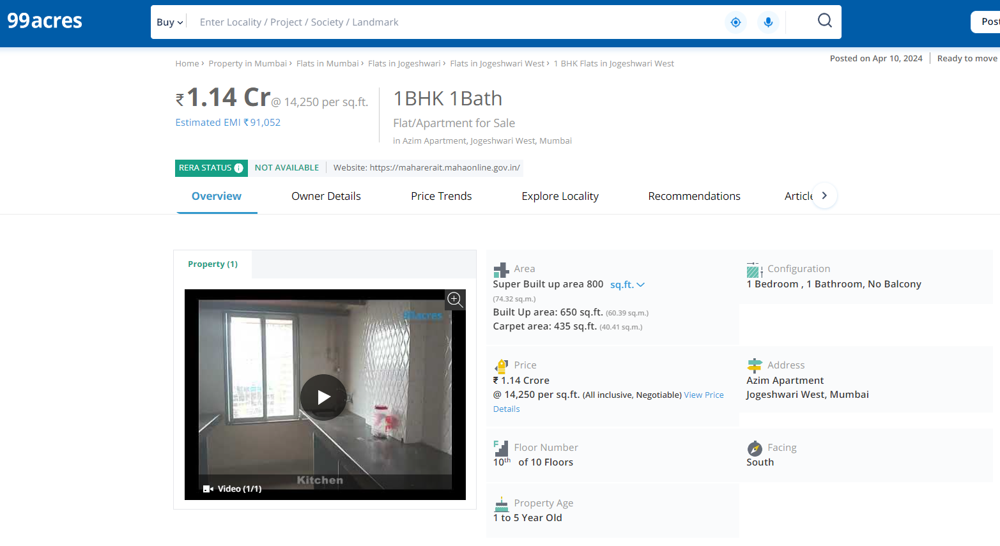 99acres
Buy
Enter Locality / Project / Society / Landmark
Post
Home › Property in Mumbai › Flats in Mumbai › Flats in Jogeshwari › Flats in Jogeshwari West › 1 BHK Flats in Jogeshwari West
Posted on Apr 10, 2024 | Ready to move
₹ 1.14 Cr @ 14,250 per sq.ft.
Estimated EMI ₹ 91,052
1BHK 1Bath
Flat/Apartment for Sale
in Azim Apartment, Jogeshwari West, Mumbai
RERA STATUS i NOT AVAILABLE | Website: https://maharerait.mahaonline.gov.in/
Overview Owner Details Price Trends Explore Locality Recommendations Article
Property (1)
99acres
Kitchen
Video (1/1)
Area
Super Built up area 800 sq.ft.
(74.32 sq.m.)
Built Up area: 650 sq.ft. (60.39 sq.m.)
Carpet area: 435 sq.ft. (40.41 sq.m.)
Configuration
1 Bedroom , 1 Bathroom, No Balcony
Price
₹ 1.14 Crore
@ 14,250 per sq.ft. (All inclusive, Negotiable) View Price
Details
Address
Azim Apartment
Jogeshwari West, Mumbai
F
Floor Number
10th of 10 Floors
Facing
South
Property Age
1 to 5 Year Old